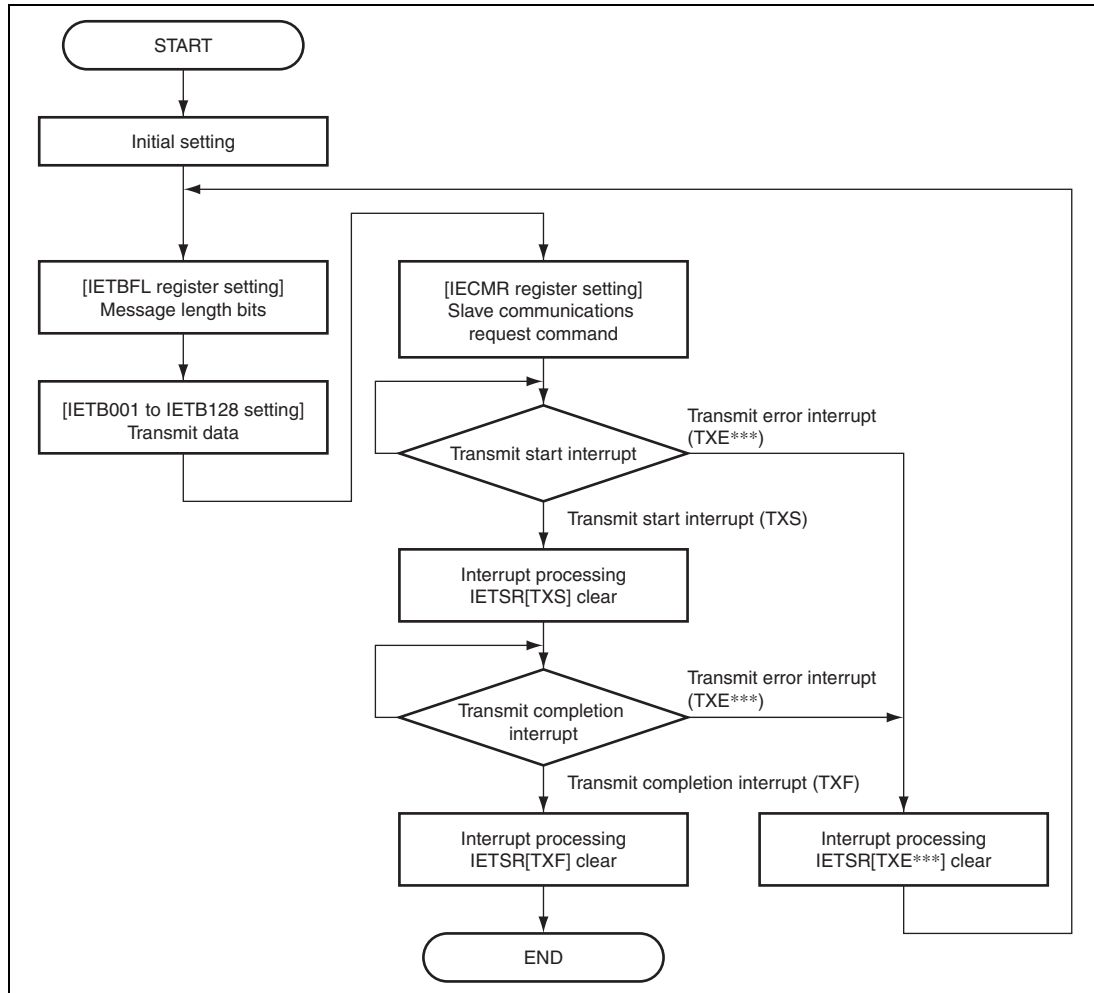 START
Initial setting
[IETBFL register setting]
Message length bits
[IETB001 to IETB128 setting]
Transmit data
[IECMR register setting]
Slave communications
request command
Transmit start interrupt
Transmit error interrupt
(TXE***)
Transmit start interrupt (TXS)
Interrupt processing
IETSR[TXS] clear
Transmit completion
interrupt
Transmit error interrupt
(TXE***)
Transmit completion interrupt (TXF)
Interrupt processing
IETSR[TXF] clear
Interrupt processing
IETSR[TXE***] clear
END